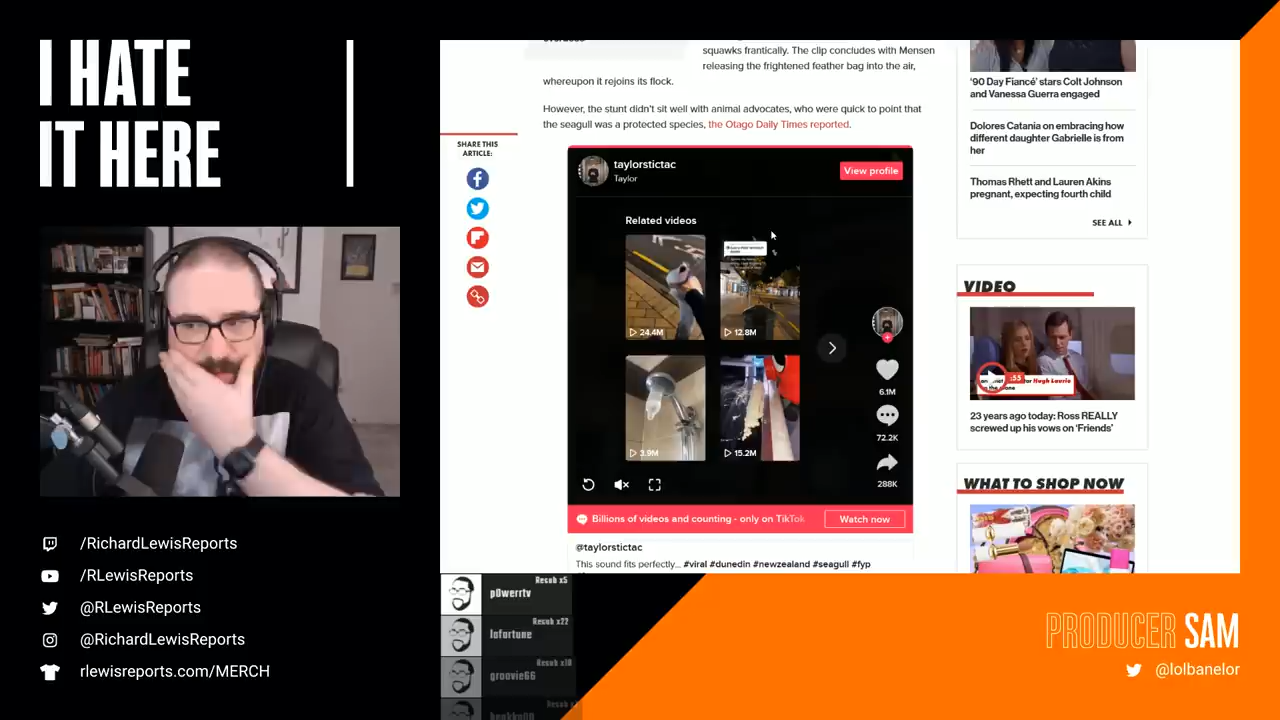 I HATE
IT HERE
/RichardLewisReports
/RLewisReports
@RLewisReports
@RichardLewisReports
rlewisreports.com/MERCH
squawks frantically. The clip concludes with Mensen
releasing the frightened feather bag into the air,
whereupon it rejoins its flock.
However, the stunt didn't sit well with animal advocates, who were quick to point that
the seagull was a protected species, the Otago Daily Times reported.
SHARE THIS
ARTICLE:
taylorstictac
Taylor
View profile
Related videos
24.4M
12.8M
3.9M
15.2M
6.1M
72.2K
288K
Billions of videos and counting - only on TikTok
Watch now
@taylorstictac
This sound fits perfectly... #viral #dunedin #newzealand #seagull #fyp
'90 Day Fiancé' stars Colt Johnson
and Vanessa Guerra engaged
Dolores Catania on embracing how
different daughter Gabrielle is from
her
Thomas Rhett and Lauren Akins
pregnant, expecting fourth child
SEE ALL
VIDEO
:55
for Hugh Laurie
23 years ago today: Ross REALLY
screwed up his vows on 'Friends'
WHAT TO SHOP NOW
Resub x5
p0werrtv
Resub x22
lafortune
Resub x10
groovie66
PRODUCER SAM
@lolbanelor